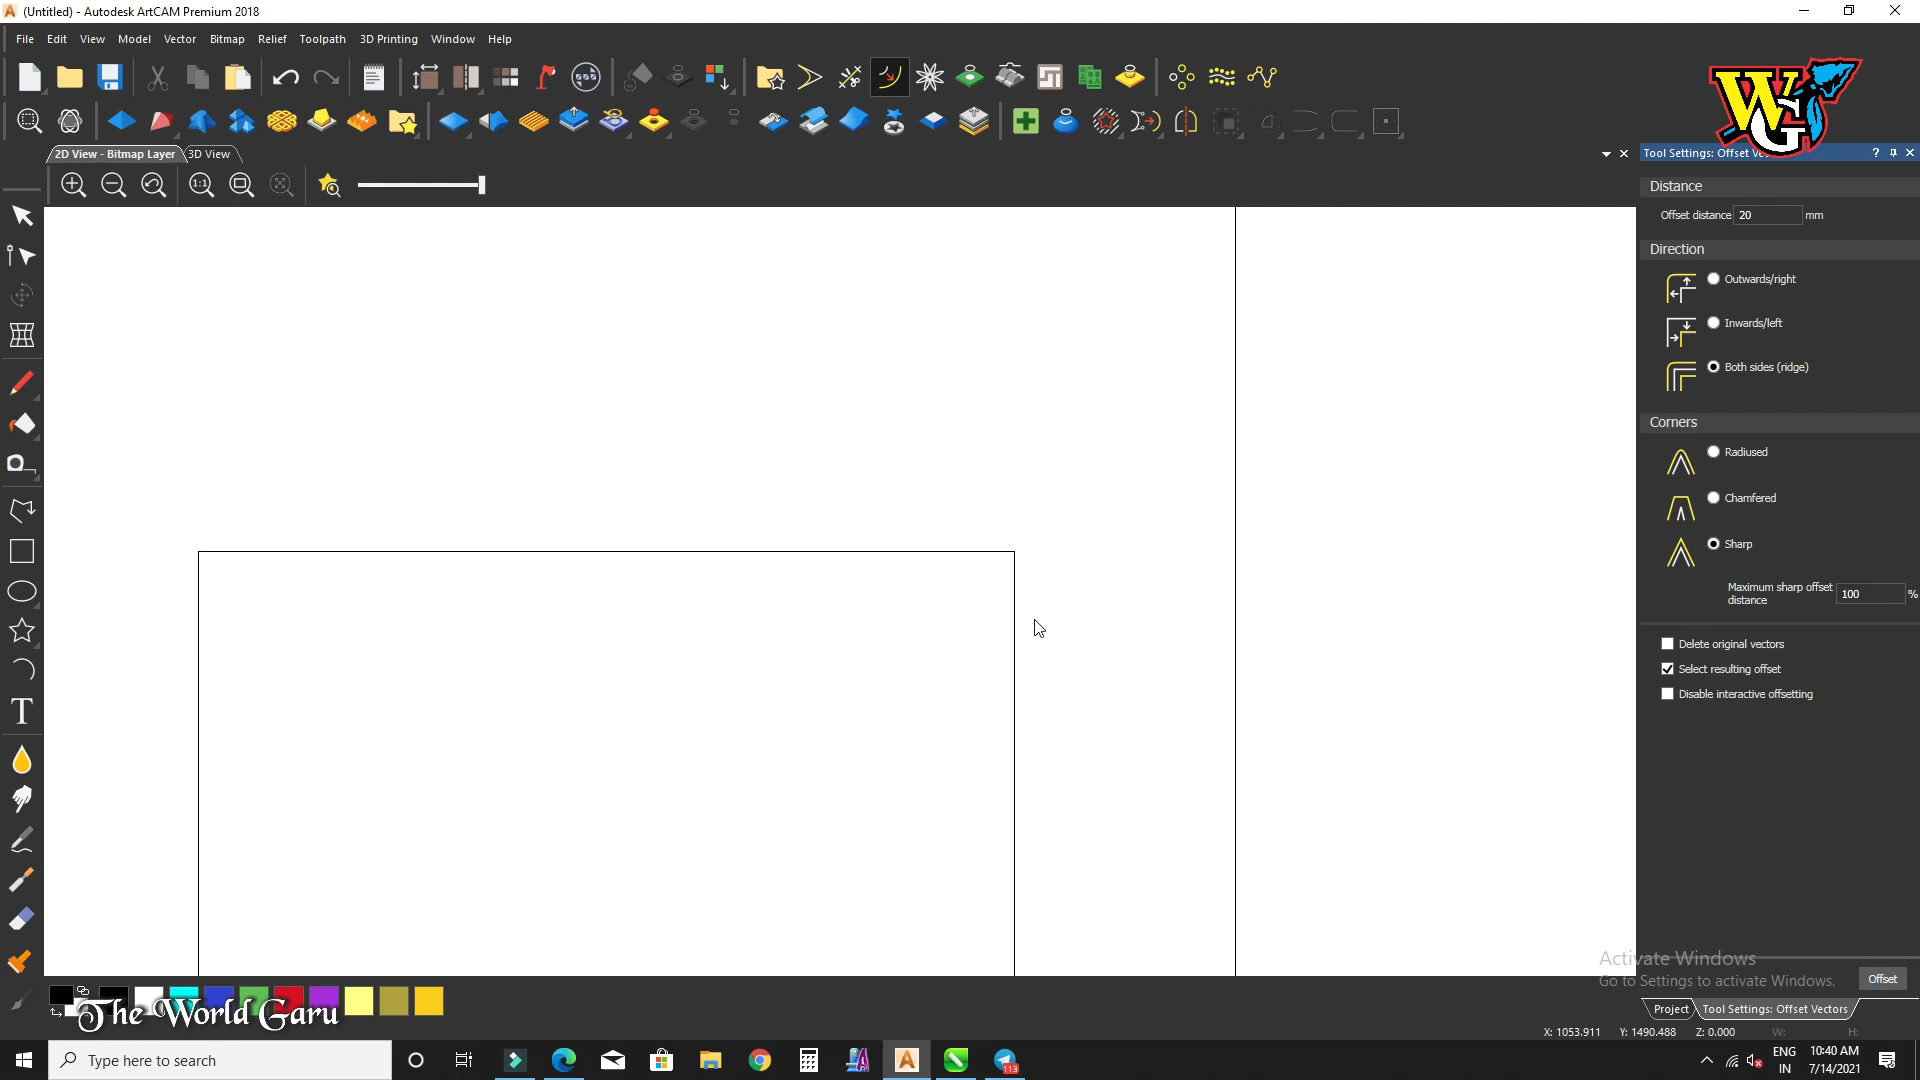 (Untitled) - Autodesk ArtCAM Premium 2018
File Edit View Model Vector Bitmap Relief Toolpath 3D Printing Window Help
WG
2D View - Bitmap Layer 3D View
Tool Settings: Offset Ve
1:1
Distance
Offset distance 20 mm
Direction
Outwards/right
Inwards/left
Both sides (ridge)
Corners
Radiused
Chamfered
Sharp
Maximum sharp offset
distance 100 %
Delete original vectors
Select resulting offset
Disable interactive offsetting
Activate Windows
Go to Settings to activate Windows.
Offset
The World Garu
Project Tool Settings: Offset Vectors
X: 1053.911 Y: 1490.488 Z: 0.000 W: H:
Type here to search
113
ENG
IN
10:40 AM
7/14/2021